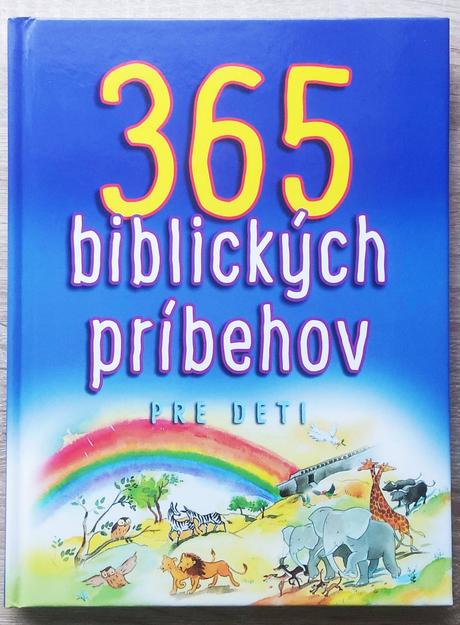 365
biblických
príbehov
PRE DETI